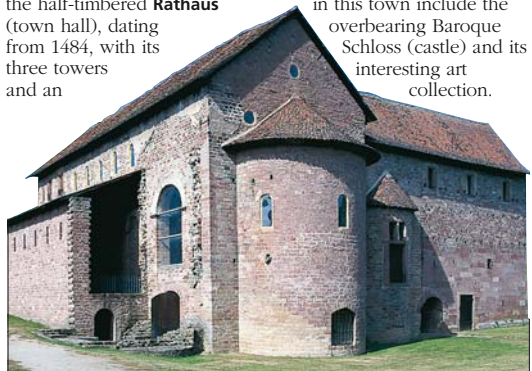 the half-timbered Rathaus
(town hall), dating
from 1484, with its
three towers
and an
in this town include the
overbearing Baroque
Schloss (castle) and its
interesting art
collection.